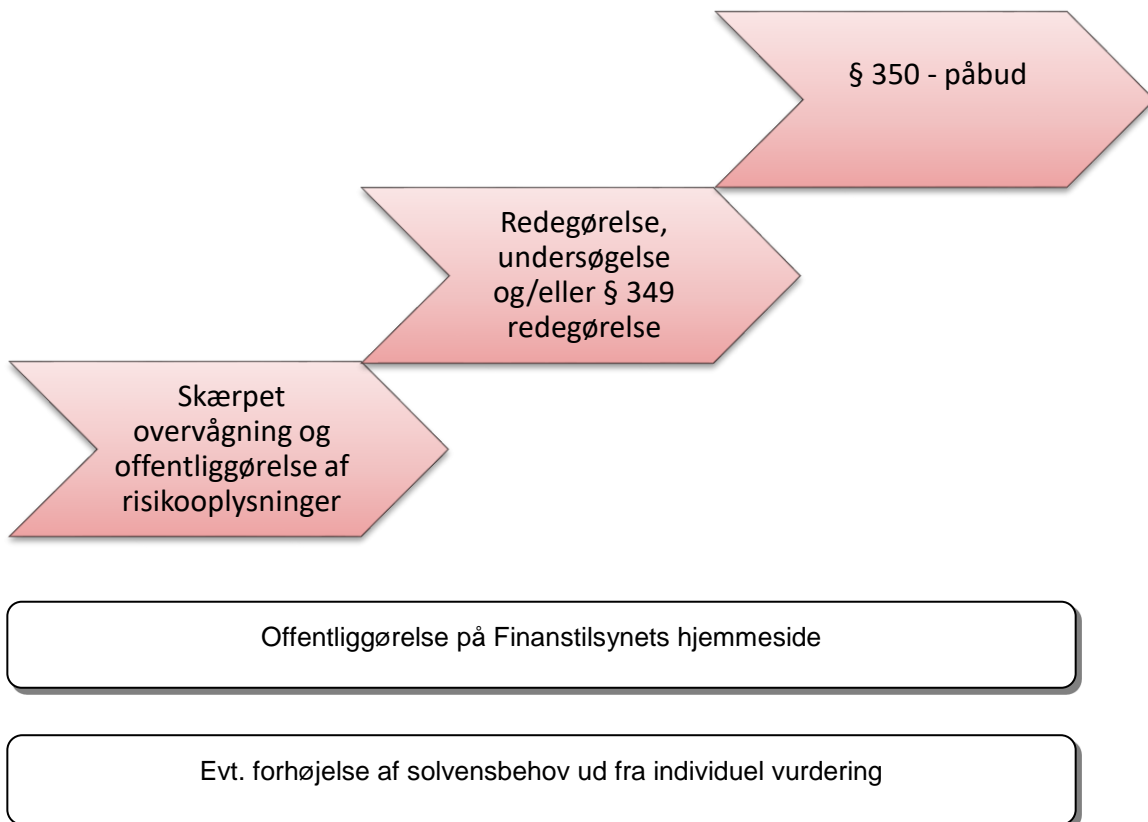 § 350 - påbud
Redegørelse,
undersøgelse
og/eller § 349
redegørelse
Skærpet
overvågning og
offentliggørelse af
risikooplysninger
Offentliggørelse på Finanstilsynets hjemmeside
Evt. forhøjelse af solvensbehov ud fra individuel vurdering